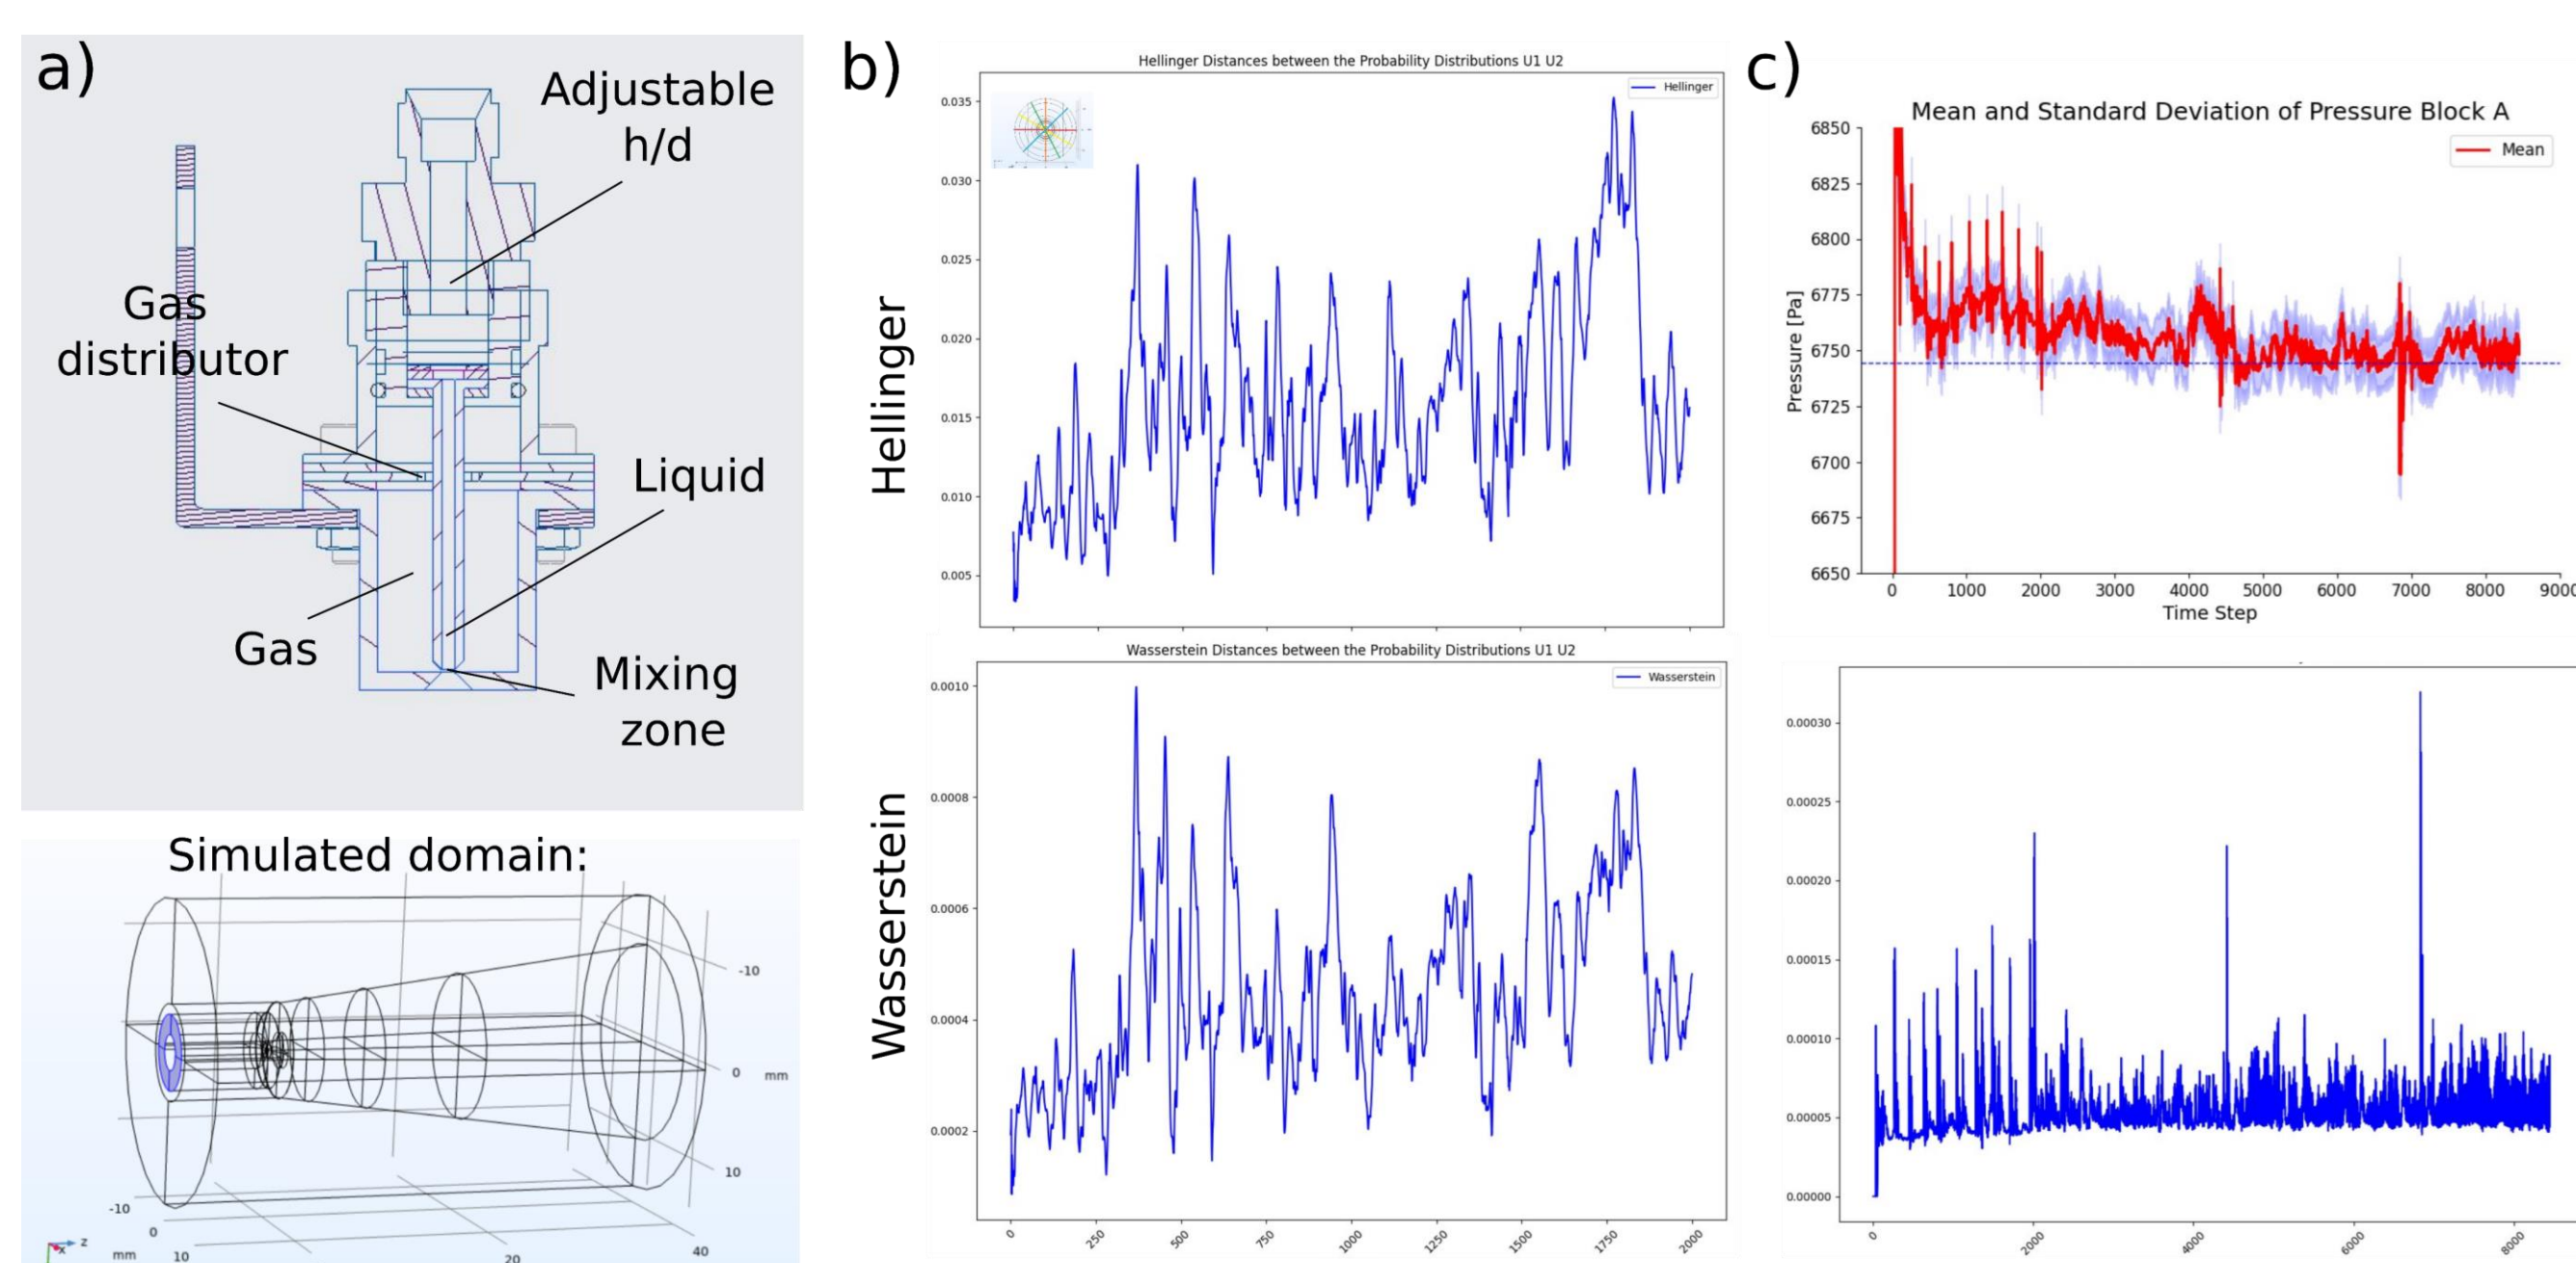 a)
Adjustable
h/d
Gas
distributor
Liquid
Gas
Mixing
zone
Simulated domain:
-10
0
mm
10
-10
0
mm
10
20
40
z
x
b)
Hellinger
Hellinger Distances between the Probability Distributions U1 U2
Hellinger
0.035
0.030
0.025
0.020
0.015
0.010
0.005
Wasserstein
Wasserstein Distances between the Probability Distributions U1 U2
Wasserstein
0.0010
0.0008
0.0006
0.0004
0.0002
0
250
500
750
1000
1250
1500
1750
2000
c)
Mean and Standard Deviation of Pressure Block A
Mean
Pressure [Pa]
6850
6825
6800
6775
6750
6725
6700
6675
6650
0
1000
2000
3000
4000
5000
6000
7000
8000
9000
Time Step
0.00030
0.00025
0.00020
0.00015
0.00010
0.00005
0.00000
0
2000
4000
6000
8000